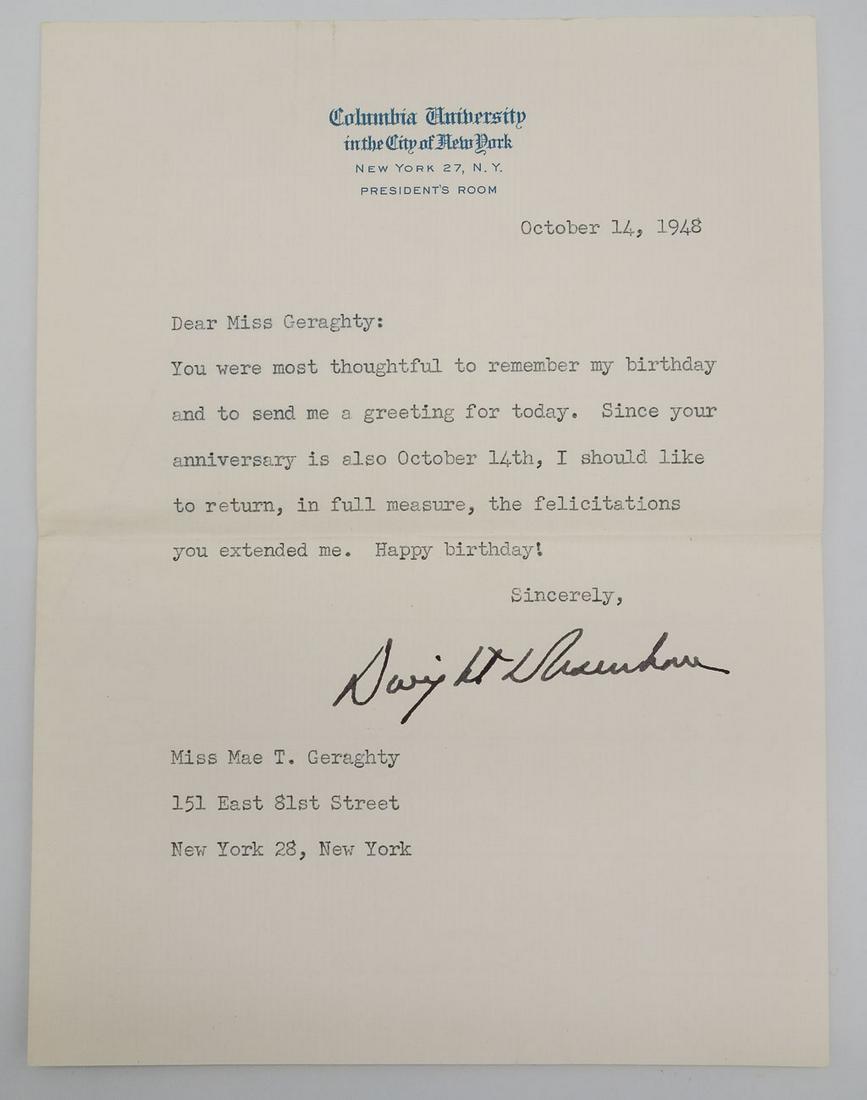 Columbia University
in the City of New York
NEW YORK 27, N. Y.
PRESIDENT'S ROOM
October 14, 1948
Dear Miss Geraghty:
You were most thoughtful to remember my birthday
and to send me a greeting for today. Since your
anniversary is also October 14th, I should like
to return, in full measure, the felicitations
you extended me. Happy birthday!
Sincerely,
Dwight D Eisenhower
Miss Mae T. Geraghty
151 East 81st Street
New York 28, New York